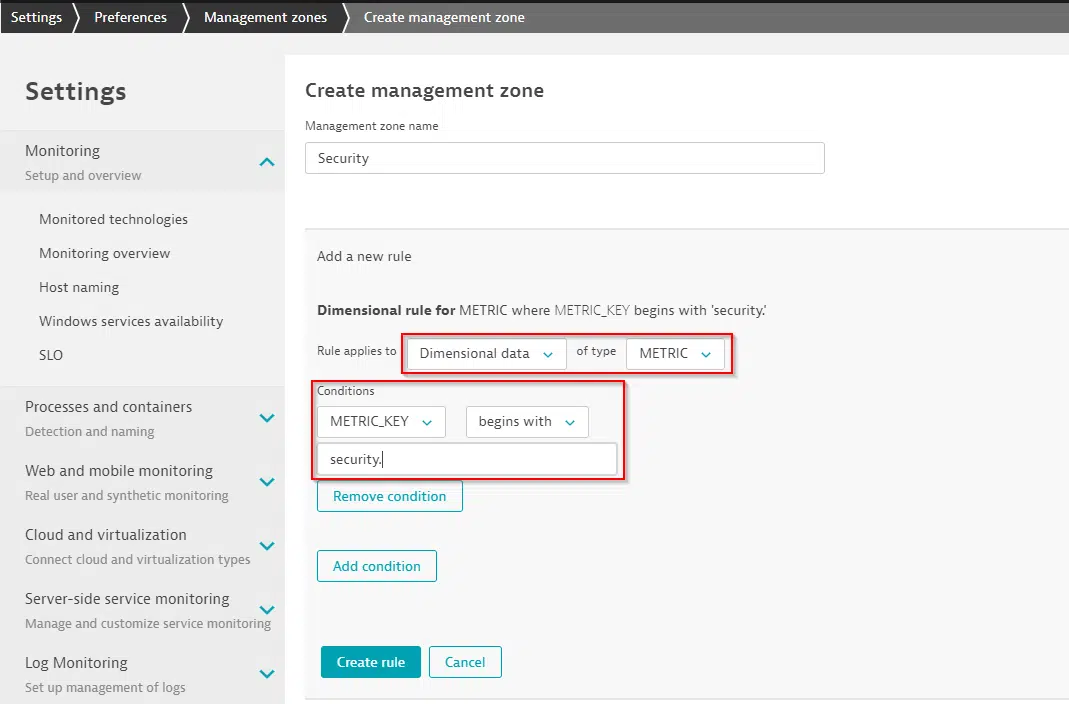 Settings Preferences Management zones Create management zone
Settings
Monitoring
Setup and overview
Monitored technologies
Monitoring overview
Host naming
Windows services availability
SLO
Processes and containers
Detection and naming
Web and mobile monitoring
Real user and synthetic monitoring
Cloud and virtualization
Connect cloud and virtualization types
Server-side service monitoring
Manage and customize service monitoring
Log Monitoring
Set up management of logs
Create management zone
Management zone name
Security
Add a new rule
Dimensional rule for METRIC where METRIC_KEY begins with 'security.'
Rule applies to Dimensional data of type METRIC
Conditions
METRIC_KEY begins with
security.
Remove condition
Add condition
Create rule Cancel